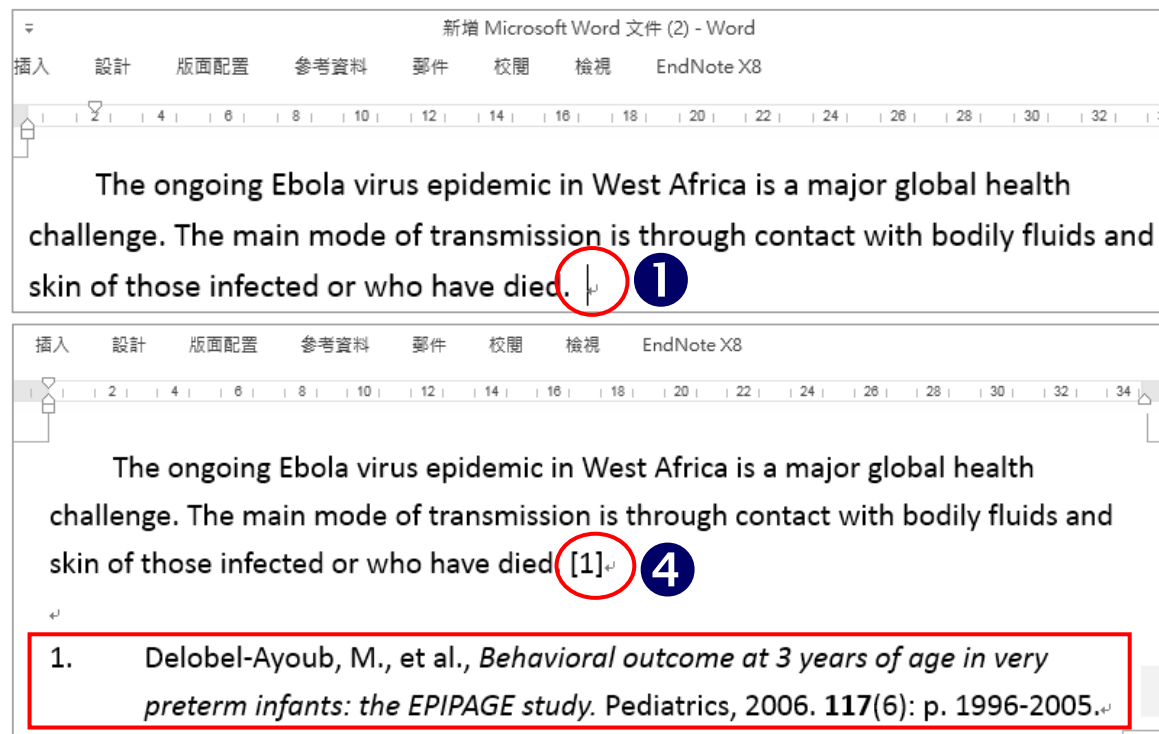 新增 Microsoft Word 文件 (2) - Word
插入 設計 版面配置 參考資料 郵件 校閱 檢視 EndNote X8
2 4 6 8 10 12 14 16 18 20 22 24 26 28 30 32
The ongoing Ebola virus epidemic in West Africa is a major global health
challenge. The main mode of transmission is through contact with bodily fluids and
skin of those infected or who have died.
1
插入 設計 版面配置 參考資料 郵件 校閱 檢視 EndNote X8
2 4 6 8 10 12 14 16 18 20 22 24 26 28 30 32 34
The ongoing Ebola virus epidemic in West Africa is a major global health
challenge. The main mode of transmission is through contact with bodily fluids and
skin of those infected or who have died [1]
4
1. Delobel-Ayoub, M., et al., Behavioral outcome at 3 years of age in very
preterm infants: the EPIPAGE study. Pediatrics, 2006. 117(6): p. 1996-2005.